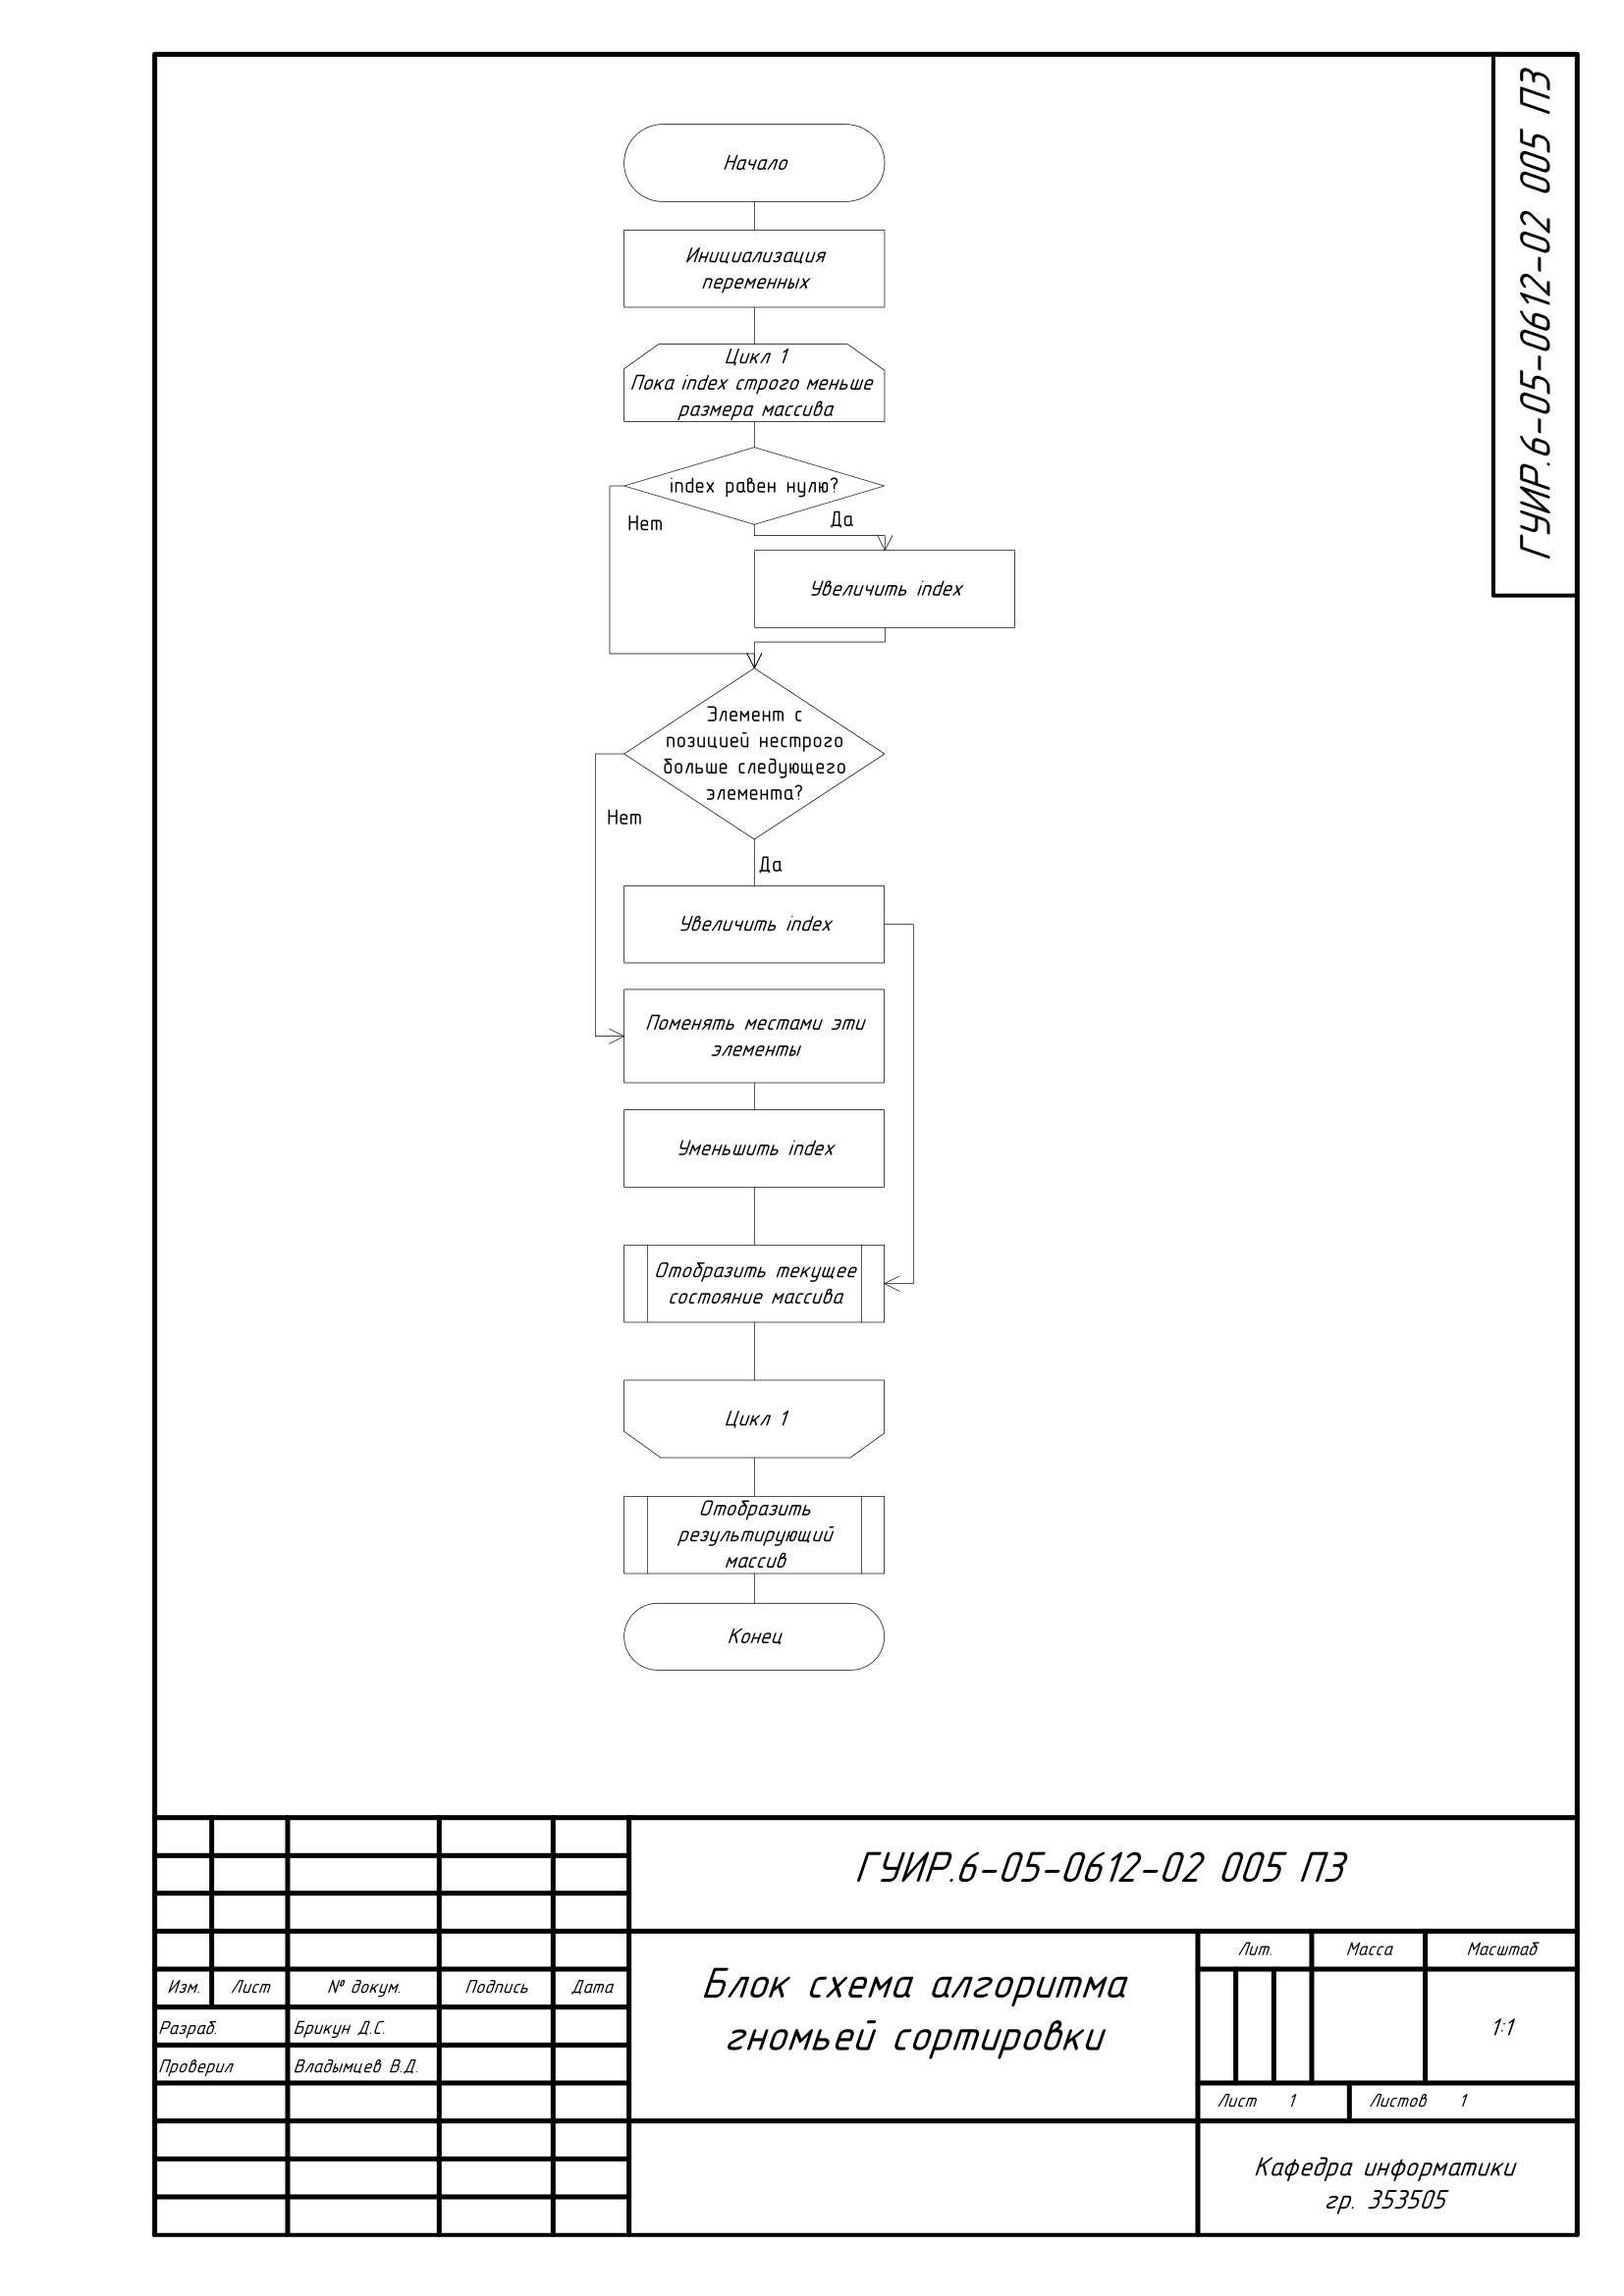 ГУИР.6-05-0612-02 005 ПЗ
Начало
Инициализация
переменных
Цикл 1
Пока index строго меньше
размера массива
index равен нулю?
Нет
Да
Увеличить index
Элемент с
позицией нестрого
больше следующего
элемента?
Нет
Да
Увеличить index
Поменять местами эти
элементы
Уменьшить index
Отобразить текущее
состояние массива
Цикл 1
Отобразить
результирующий
массив
Конец
ГУИР.6-05-0612-02 005 ПЗ
Изм. Лист № докум. Подпись Дата
Разраб. Брикун Д.С.
Проверил Владымцев В.Д.
Блок схема алгоритма
гномьей сортировки
Лит. Масса Масштаб
1:1
Лист 1 Листов 1
Кафедра информатики
гр. 353505